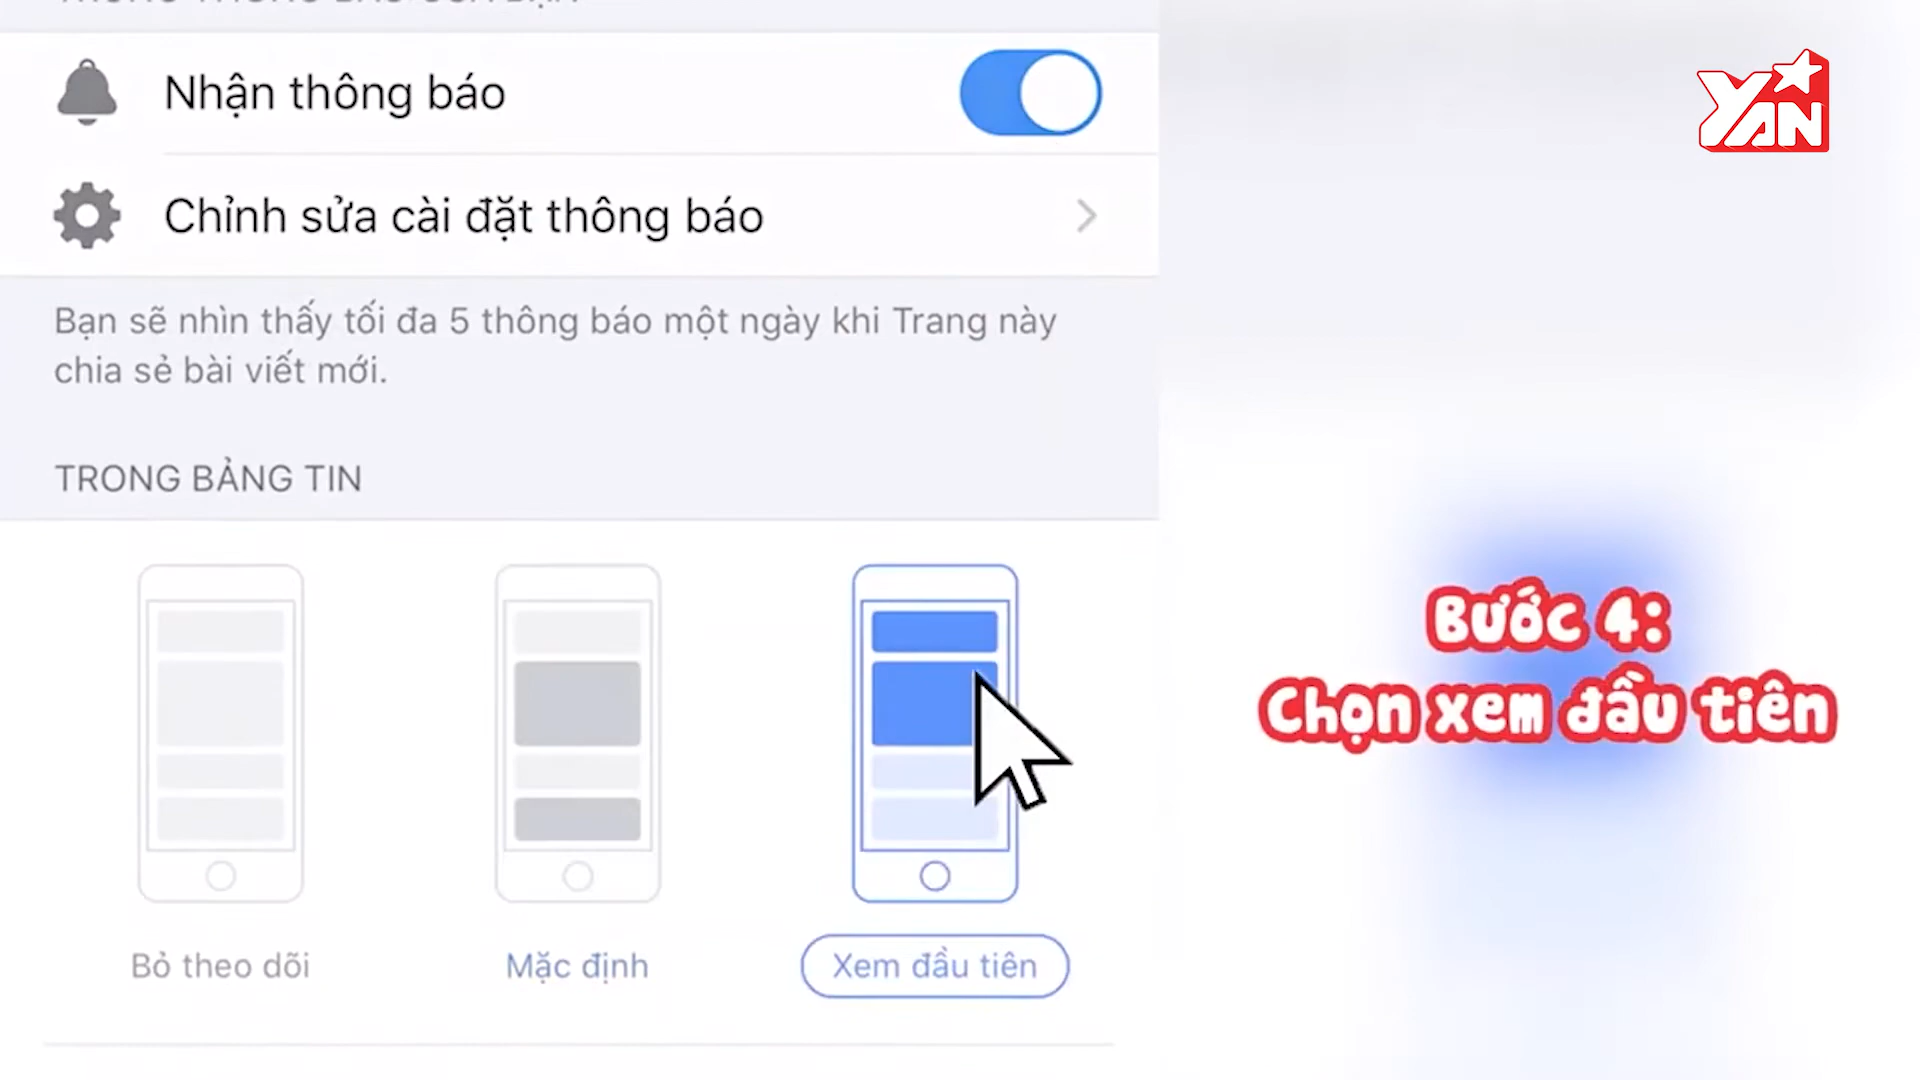 Nhận thông báo
Chỉnh sửa cài đặt thông báo
Bạn sẽ nhìn thấy tối đa 5 thông báo một ngày khi Trang này
chia sẻ bài viết mới.
TRONG BẢNG TIN
Bỏ theo dõi
Mặc định
Xem đầu tiên
YAN
Bước 4:
Chọn xem đầu tiên